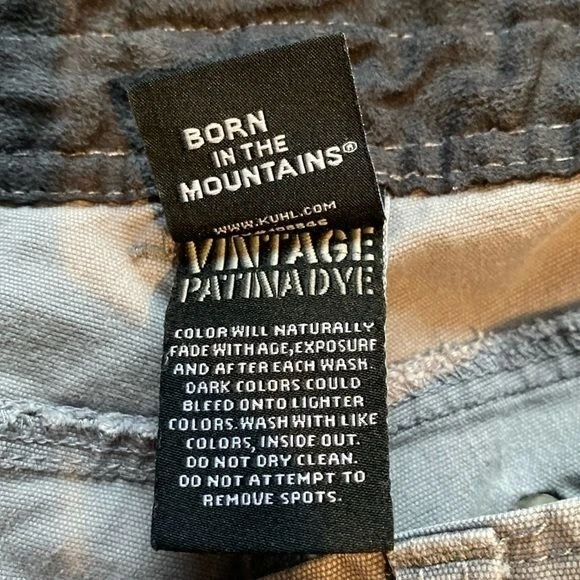 BORN
IN THE
MOUNTAINS®
WWW.KUHL.COM
VINTAGE
PATINA DYE
COLOR WILL NATURALLY
FADE WITH AGE, EXPOSURE
AND AFTER EACH WASH.
DARK COLORS COULD
BLEED ONTO LIGHTER
COLORS. WASH WITH LIKE
COLORS, INSIDE OUT.
DO NOT DRY CLEAN.
DO NOT ATTEMPT TO
REMOVE SPOTS.